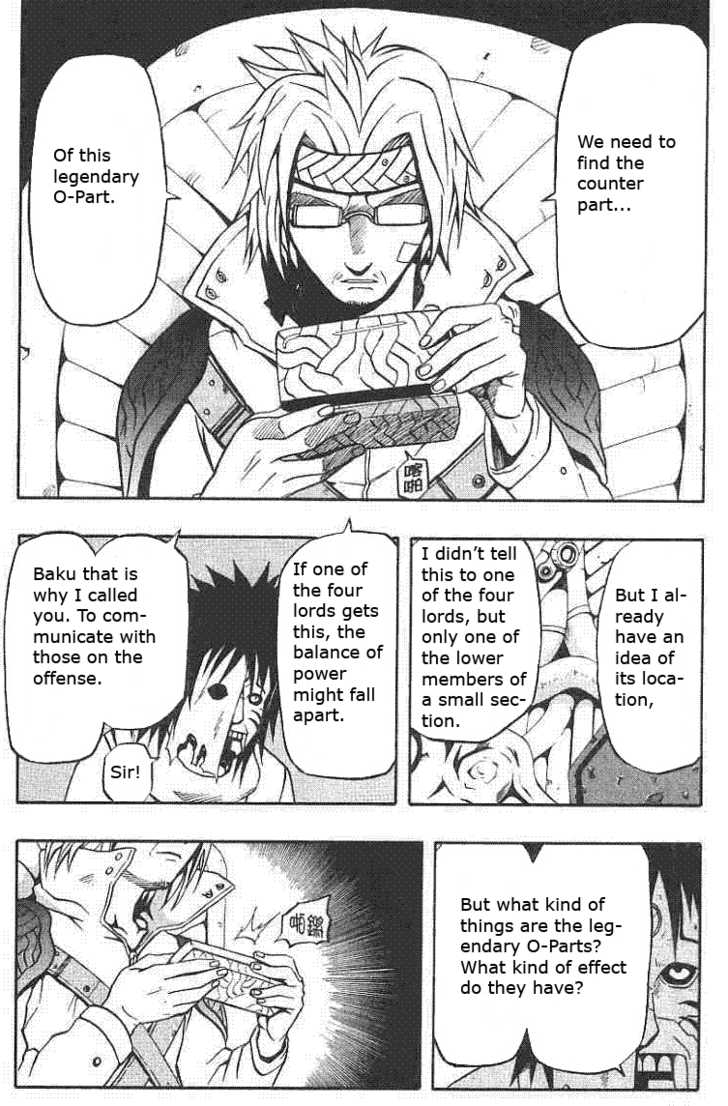 We need to
find the
counter
part...
Of this
legendary
O-Part.
喀
啪
But I al-
ready
have an
idea of
its loca-
tion,
I didn't tell
this to one
of the four
lords, but
only one of
the lower
members of
a small sec-
tion.
If one of
the four
lords gets
this, the
balance of
power
might fall
apart.
Baku that is
why I called
you. To com-
municate with
those on the
offense.
Sir!
But what kind of
things are the leg-
endary O-Parts?
What kind of effect
do they have?